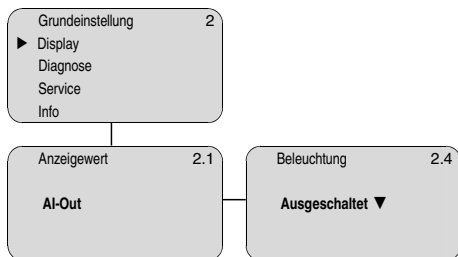 Grundeinstellung 2
▶ Display
Diagnose
Service
Info
Anzeigewert 2.1
AI-Out
Beleuchtung 2.4
Ausgeschaltet ▼